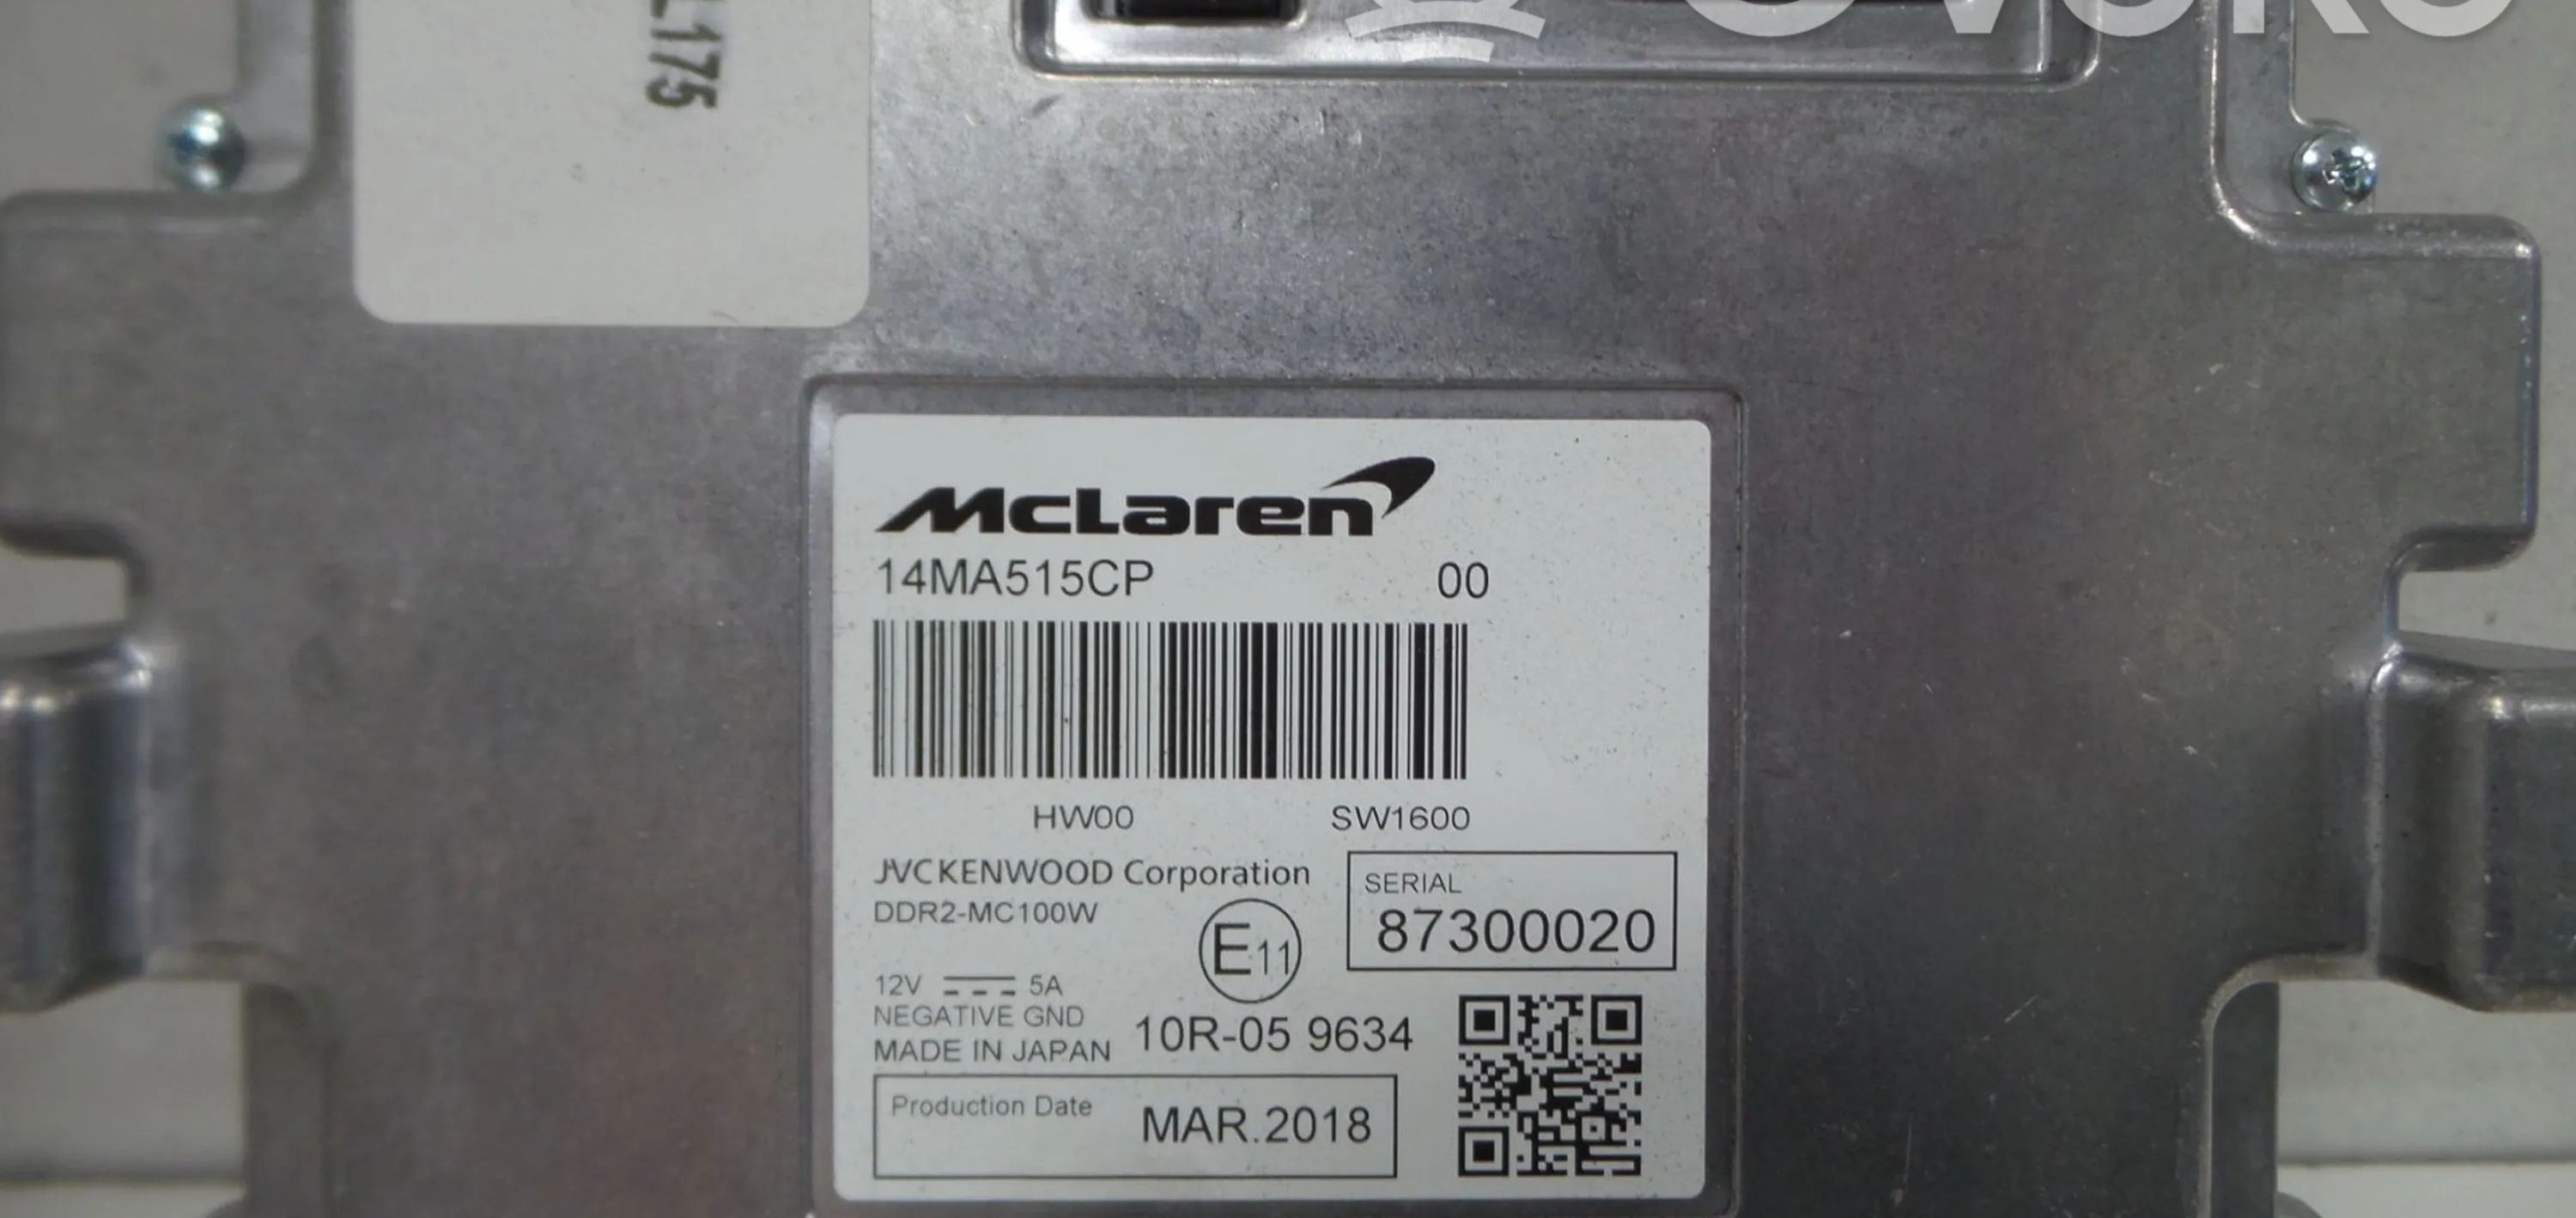 L175
McLaren
14MA515CP 00
HW00 SW1600
JVCKENWOOD Corporation
DDR2-MC100W
SERIAL
87300020
E11
12V 5A
NEGATIVE GND
MADE IN JAPAN
10R-05 9634
Production Date MAR.2018